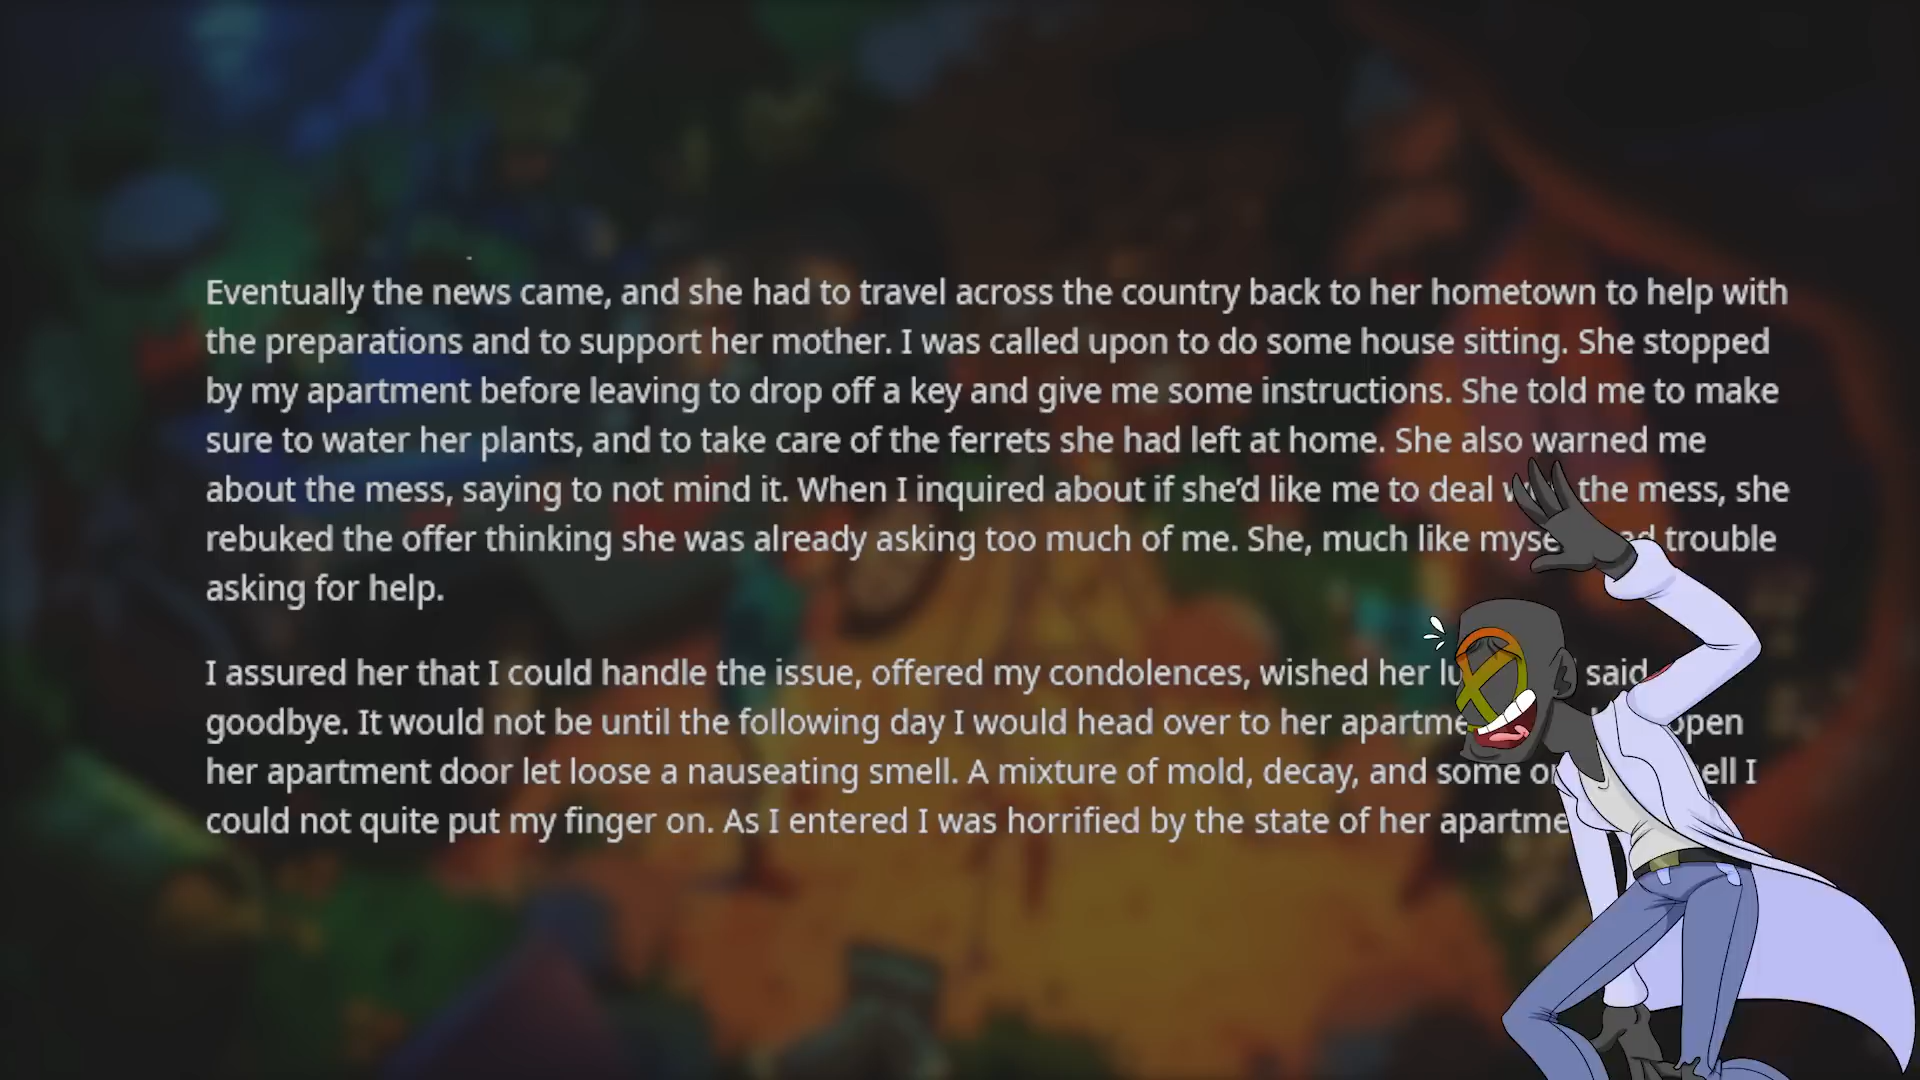 Eventually the news came, and she had to travel across the country back to her hometown to help with
the preparations and to support her mother. I was called upon to do some house sitting. She stopped
by my apartment before leaving to drop off a key and give me some instructions. She told me to make
sure to water her plants, and to take care of the ferrets she had left at home. She also warned me
about the mess, saying to not mind it. When I inquired about if she’d like me to deal the mess, she
rebuked the offer thinking she was already asking too much of me. She, much like trouble
asking for help.
I assured her that I could handle the issue, offered my condolences, wished her said
goodbye. It would not be until the following day I would head over to her open
her apartment door let loose a nauseating smell. A mixture of mold, decay, and some I
could not quite put my finger on. As I entered I was horrified by the state of her